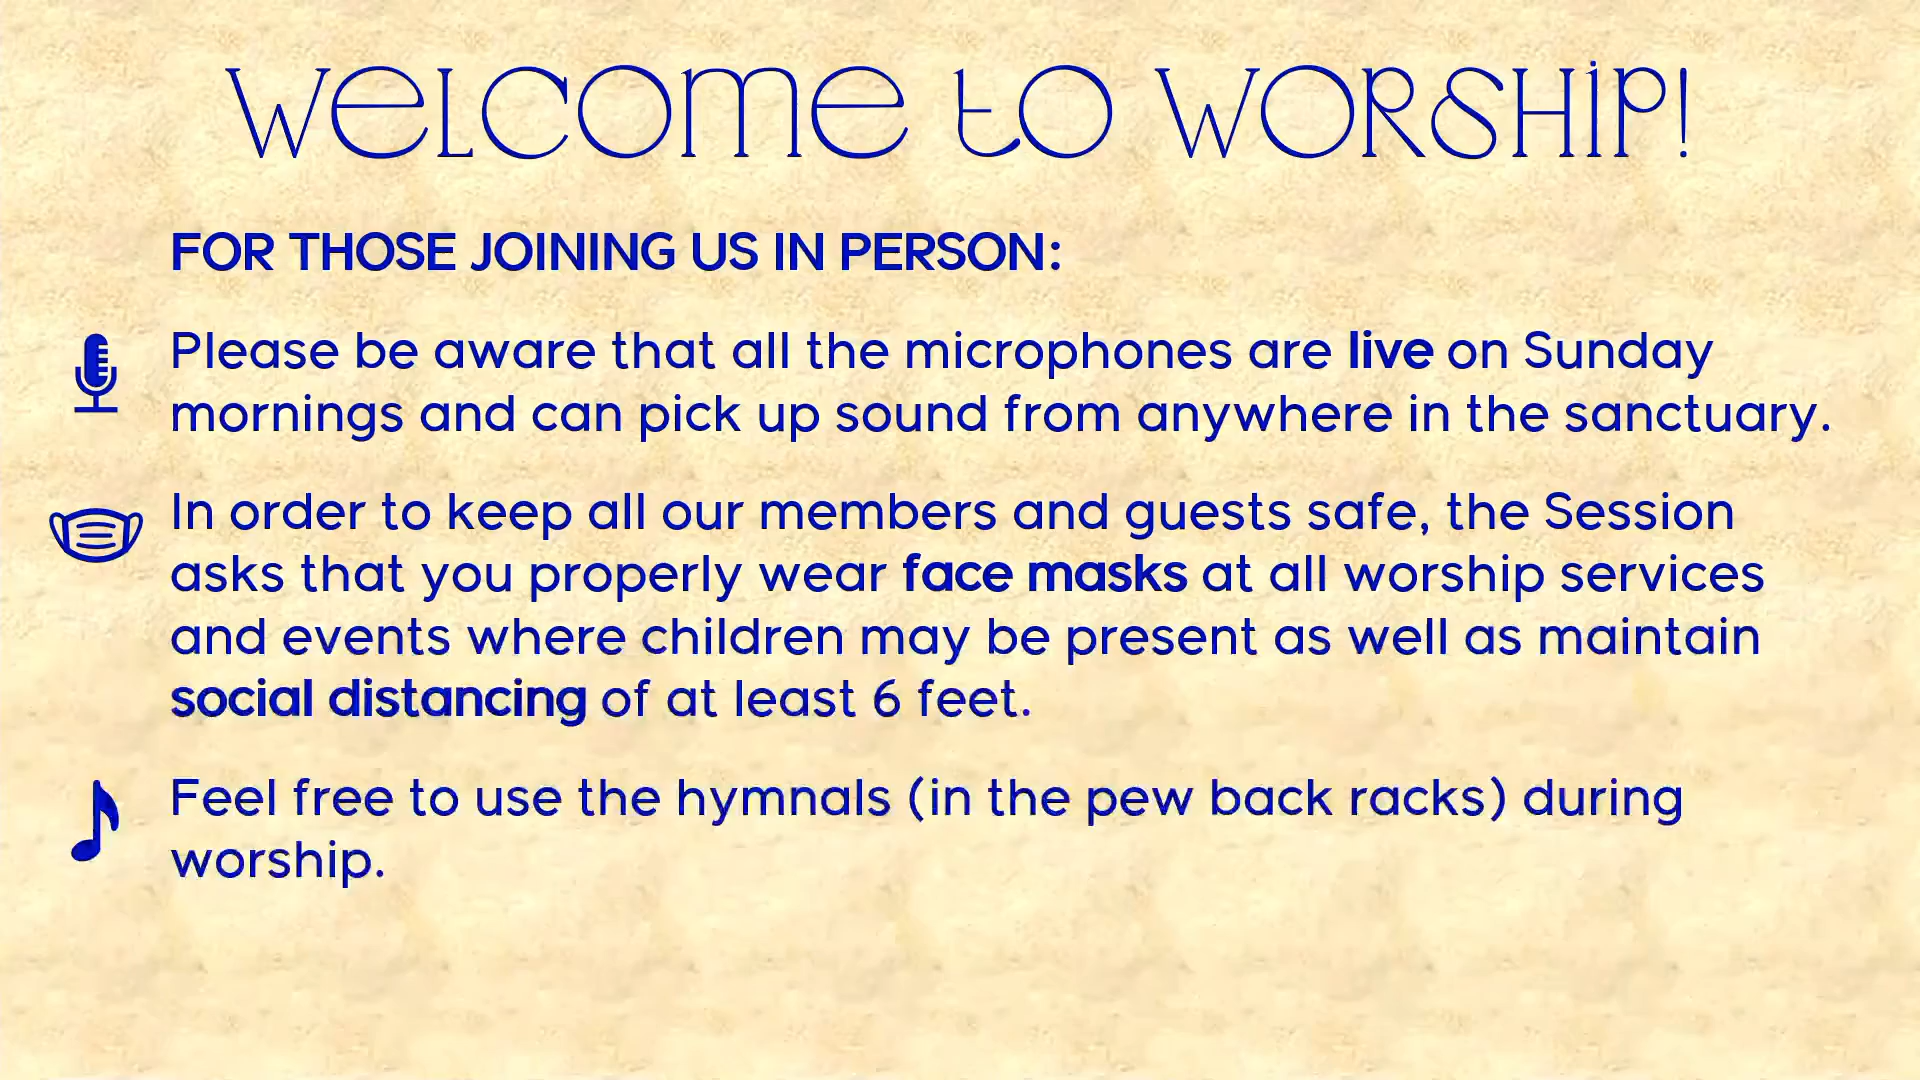 WeLCOme tO WORSHiP!
FOR THOSE JOINING US IN PERSON:
Please be aware that all the microphones are live on Sunday
mornings and can pick up sound from anywhere in the sanctuary.
In order to keep all our members and guests safe, the Session
asks that you properly wear face masks at all worship services
and events where children may be present as well as maintain
social distancing of at least 6 feet.
Feel free to use the hymnals (in the pew back racks) during
worship.